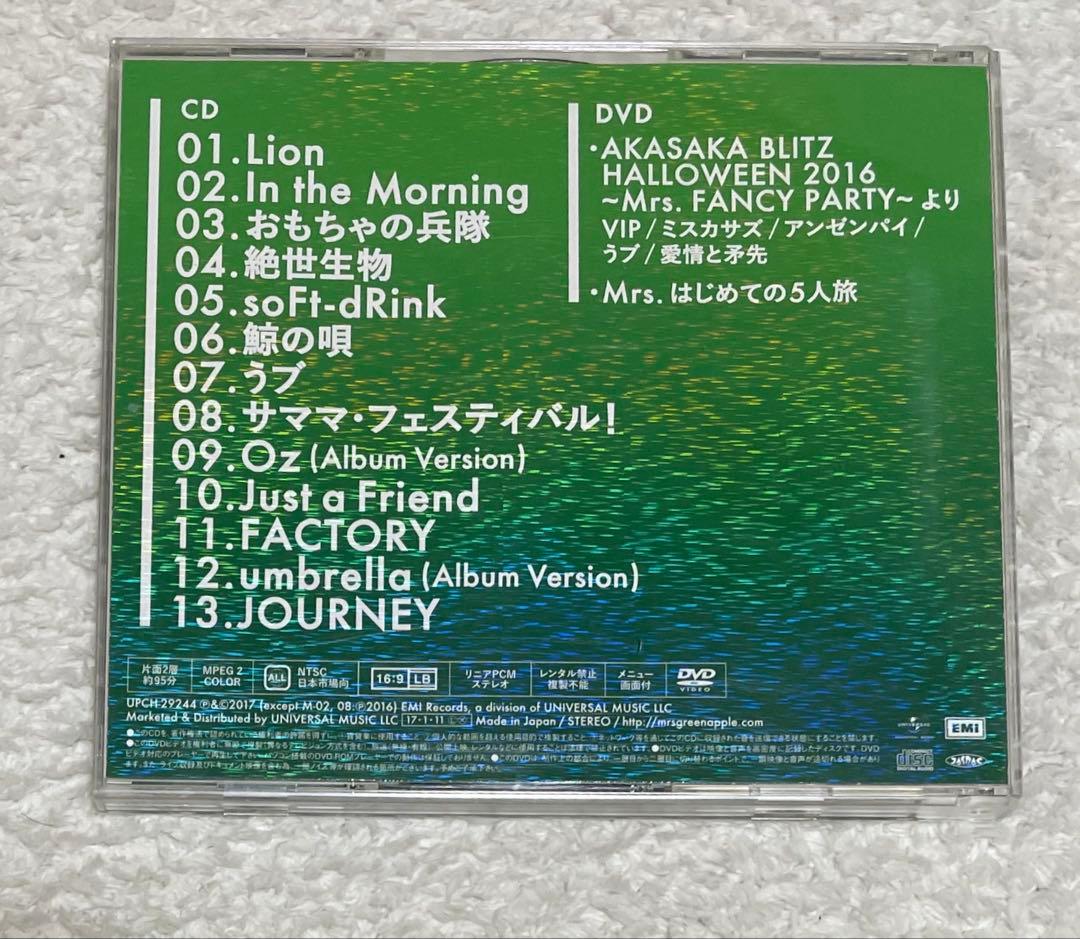 CD
01.Lion
02.In the Morning
03.おもちゃの兵隊
04.絶世生物
05.soFt-dRink
06.鯨の唄
07.うブ
08.サママ・フェスティバル!
09.Oz (Album Version)
10.Just a Friend
11.FACTORY
12.umbrella (Album Version)
13.JOURNEY
DVD
・AKASAKA BLITZ
HALLOWEEN 2016
~Mrs. FANCY PARTY~ より
VIP / ミスカサズ / アンゼンパイ /
うブ / 愛情と矛先
・Mrs. はじめての5人旅
片面2層
約95分
MPEG 2
COLOR
ALL
NTSC
日本市場向
16:9 LB
リニアPCM
ステレオ
レンタル禁止
複製不能
メニュー
画面付
DVD
VIDEO
UPCH-29244 ℗&©2017 (except M-02, 08:℗2016) EMI Records, a division of UNIVERSAL MUSIC LLC
Marketed & Distributed by UNIVERSAL MUSIC LLC 17・1・11 Made in Japan / STEREO / http://mrsgreenapple.com
UNIVERSAL
EMI
COMPACT
disc
DIGITAL AUDIO
JASRAC